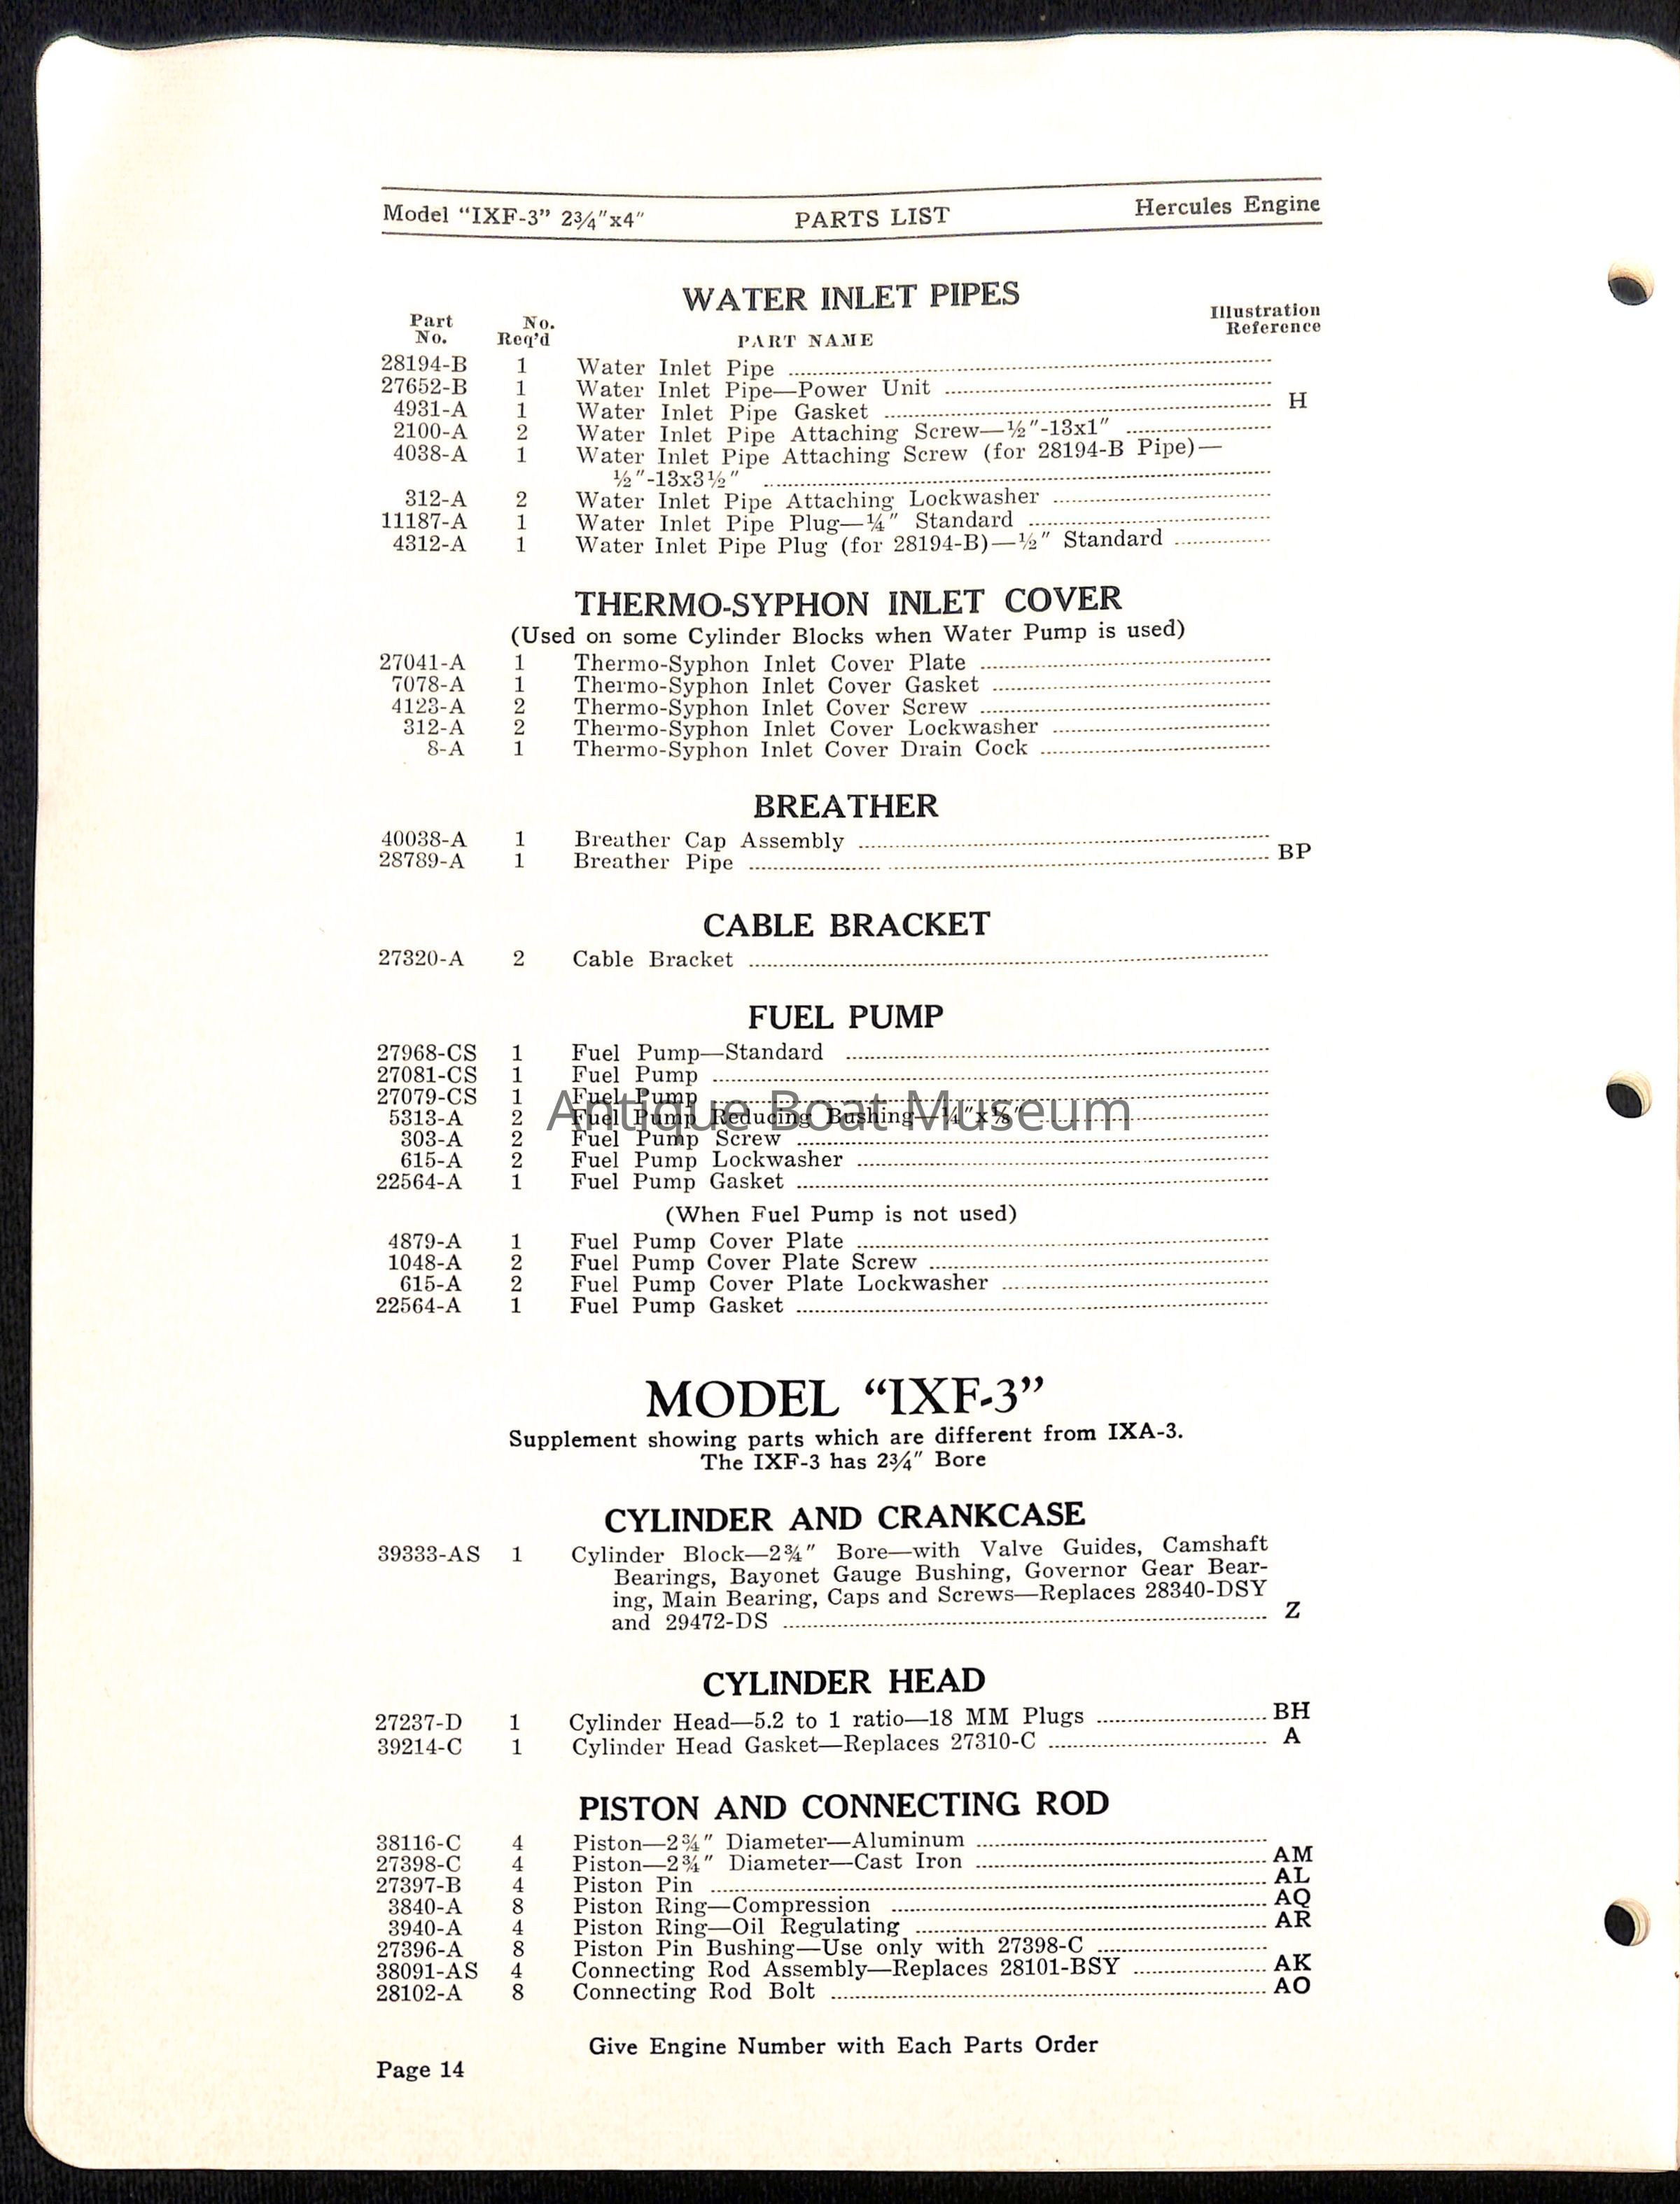 Model “IXF-3” 2¾″x4″ PARTS LIST Hercules Engine
WATER INLET PIPES
Part No. No. Req’d PART NAME Illustration Reference
28194-B 1 Water Inlet Pipe
27652-B 1 Water Inlet Pipe—Power Unit
4931-A 1 Water Inlet Pipe Gasket H
2100-A 2 Water Inlet Pipe Attaching Screw—½″-13x1″
4038-A 1 Water Inlet Pipe Attaching Screw (for 28194-B Pipe)—
½″-13x3½″
312-A 2 Water Inlet Pipe Attaching Lockwasher
11187-A 1 Water Inlet Pipe Plug—¼″ Standard
4312-A 1 Water Inlet Pipe Plug (for 28194-B)—½″ Standard
THERMO-SYPHON INLET COVER
(Used on some Cylinder Blocks when Water Pump is used)
27041-A 1 Thermo-Syphon Inlet Cover Plate
7078-A 1 Thermo-Syphon Inlet Cover Gasket
4123-A 2 Thermo-Syphon Inlet Cover Screw
312-A 2 Thermo-Syphon Inlet Cover Lockwasher
8-A 1 Thermo-Syphon Inlet Cover Drain Cock
BREATHER
40038-A 1 Breather Cap Assembly
28789-A 1 Breather Pipe BP
CABLE BRACKET
27320-A 2 Cable Bracket
FUEL PUMP
27968-CS 1 Fuel Pump—Standard
27081-CS 1 Fuel Pump
27079-CS 1 Fuel Pump
Antique Boat Museum
5313-A 2 Fuel Pump Reducing Bushing—¼″x⅛″
303-A 2 Fuel Pump Screw
615-A 2 Fuel Pump Lockwasher
22564-A 1 Fuel Pump Gasket
(When Fuel Pump is not used)
4879-A 1 Fuel Pump Cover Plate
1048-A 2 Fuel Pump Cover Plate Screw
615-A 2 Fuel Pump Cover Plate Lockwasher
22564-A 1 Fuel Pump Gasket
MODEL “IXF-3”
Supplement showing parts which are different from IXA-3.
The IXF-3 has 2¾″ Bore
CYLINDER AND CRANKCASE
39333-AS 1 Cylinder Block—2¾″ Bore—with Valve Guides, Camshaft
Bearings, Bayonet Gauge Bushing, Governor Gear Bear-
ing, Main Bearing, Caps and Screws—Replaces 28340-DSY
and 29472-DS Z
CYLINDER HEAD
27237-D 1 Cylinder Head—5.2 to 1 ratio—18 MM Plugs BH
39214-C 1 Cylinder Head Gasket—Replaces 27310-C A
PISTON AND CONNECTING ROD
38116-C 4 Piston—2¾″ Diameter—Aluminum
27398-C 4 Piston—2¾″ Diameter—Cast Iron AM
27397-B 4 Piston Pin AL
3840-A 8 Piston Ring—Compression AQ
3940-A 4 Piston Ring—Oil Regulating AR
27396-A 8 Piston Pin Bushing—Use only with 27398-C
38091-AS 4 Connecting Rod Assembly—Replaces 28101-BSY AK
28102-A 8 Connecting Rod Bolt AO
Give Engine Number with Each Parts Order
Page 14